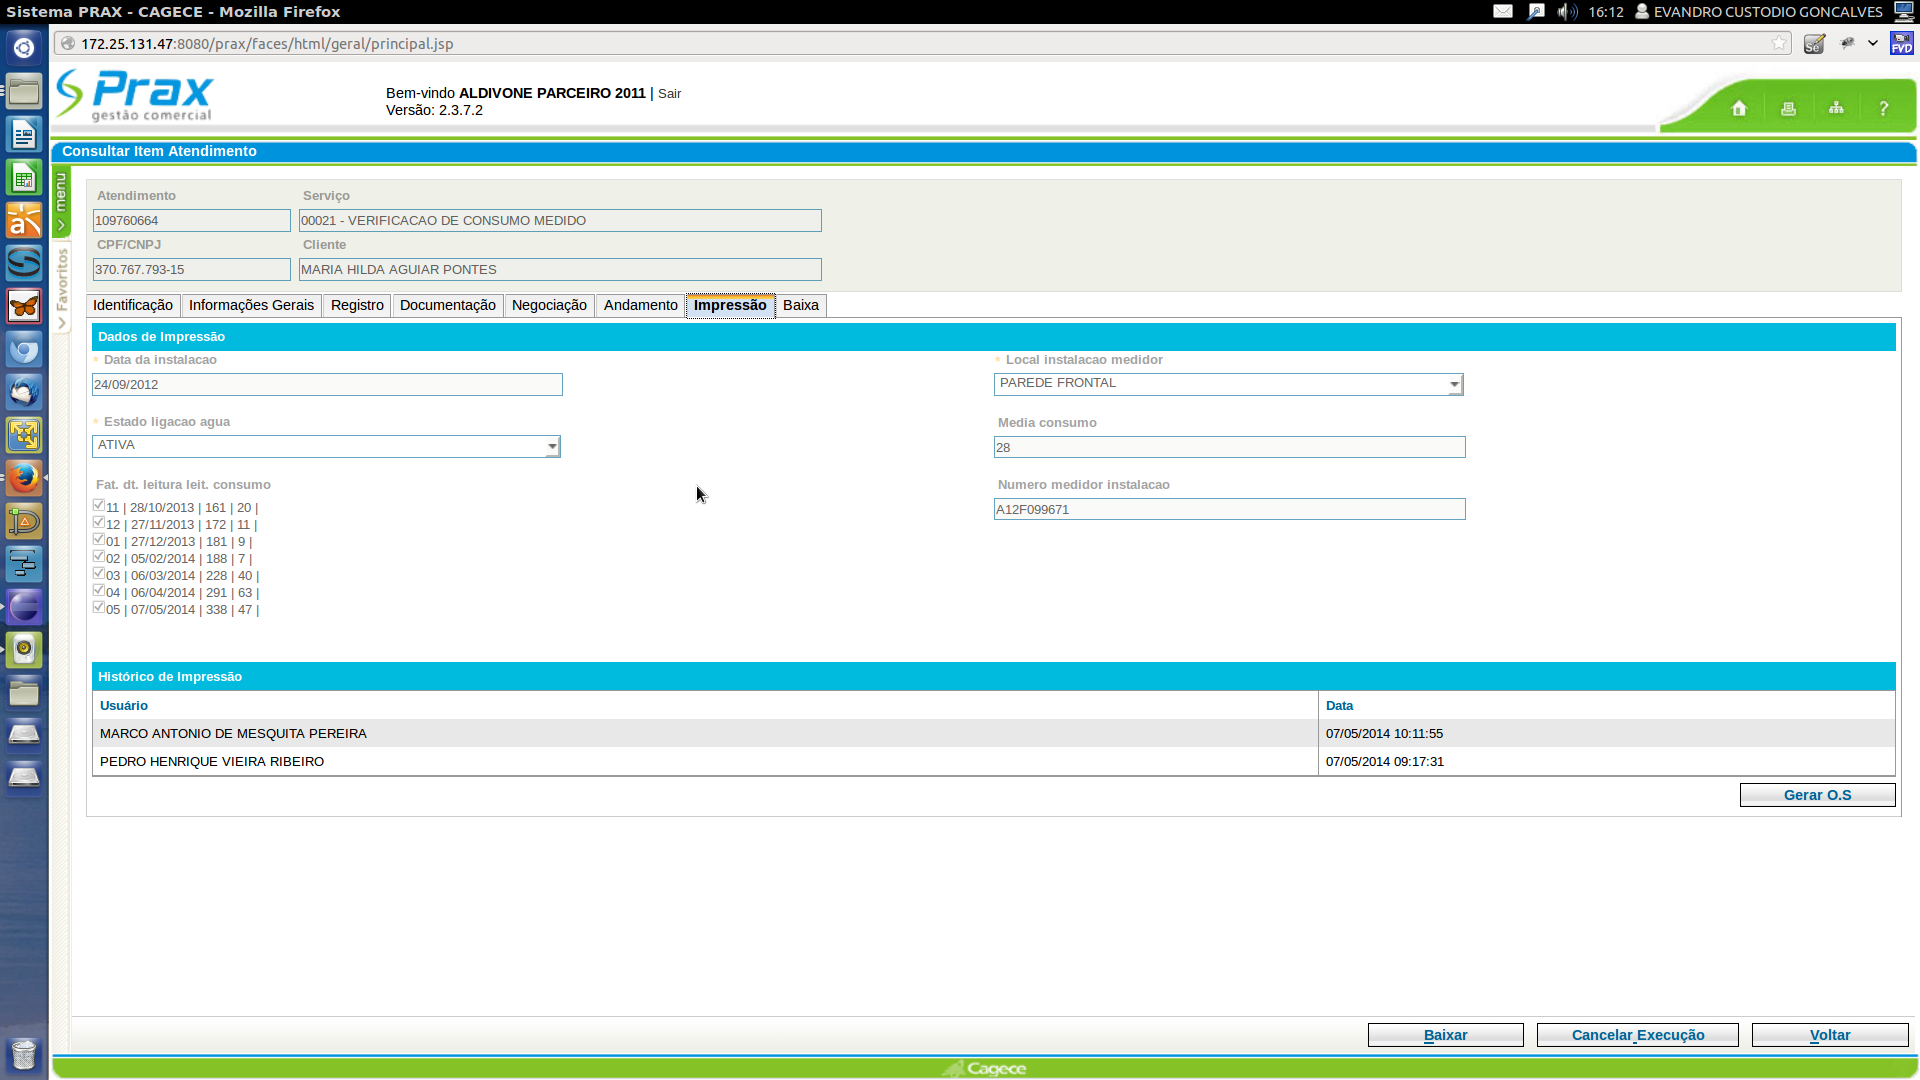 Sistema PRAX - CAGECE - Mozilla Firefox
16:12 EVANDRO CUSTODIO GONCALVES
172.25.131.47:8080/prax/faces/html/geral/principal.jsp
Se
FVD
Prax
gestão comercial
Bem-vindo ALDIVONE PARCEIRO 2011 | Sair
Versão: 2.3.7.2
?
Consultar Item Atendimento
menu
Favoritos
Atendimento Serviço
109760664 00021 - VERIFICACAO DE CONSUMO MEDIDO
CPF/CNPJ Cliente
370.767.793-15 MARIA HILDA AGUIAR PONTES
Identificação Informações Gerais Registro Documentação Negociação Andamento Impressão Baixa
Dados de Impressão
* Data da instalacao * Local instalacao medidor
24/09/2012 PAREDE FRONTAL
* Estado ligacao agua Media consumo
ATIVA 28
Fat. dt. leitura leit. consumo Numero medidor instalacao
11 | 28/10/2013 | 161 | 20 | A12F099671
12 | 27/11/2013 | 172 | 11 |
01 | 27/12/2013 | 181 | 9 |
02 | 05/02/2014 | 188 | 7 |
03 | 06/03/2014 | 228 | 40 |
04 | 06/04/2014 | 291 | 63 |
05 | 07/05/2014 | 338 | 47 |
Histórico de Impressão
Usuário Data
MARCO ANTONIO DE MESQUITA PEREIRA 07/05/2014 10:11:55
PEDRO HENRIQUE VIEIRA RIBEIRO 07/05/2014 09:17:31
Gerar O.S
Baixar Cancelar Execução Voltar
Cagece